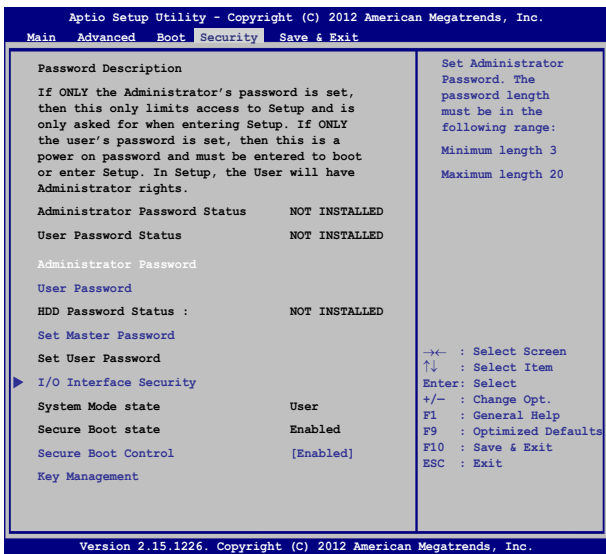 Aptio Setup Utility - Copyright (C) 2012 American Megatrends, Inc.
Main Advanced Boot Security Save & Exit
Password Description
If ONLY the Administrator's password is set,
then this only limits access to Setup and is
only asked for when entering Setup. If ONLY
the user's password is set, then this is a
power on password and must be entered to boot
or enter Setup. In Setup, the User will have
Administrator rights.
Administrator Password Status NOT INSTALLED
User Password Status NOT INSTALLED
Administrator Password
User Password
HDD Password Status : NOT INSTALLED
Set Master Password
Set User Password
I/O Interface Security
System Mode state User
Secure Boot state Enabled
Secure Boot Control [Enabled]
Key Management
Set Administrator
Password. The
password length
must be in the
following range:
Minimum length 3
Maximum length 20
→← : Select Screen
↑↓ : Select Item
Enter: Select
+/— : Change Opt.
F1 : General Help
F9 : Optimized Defaults
F10 : Save & Exit
ESC : Exit
Version 2.15.1226. Copyright (C) 2012 American Megatrends, Inc.